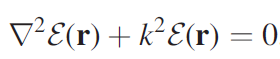 ∇²ℰ(𝐫) + k²ℰ(𝐫) = 0